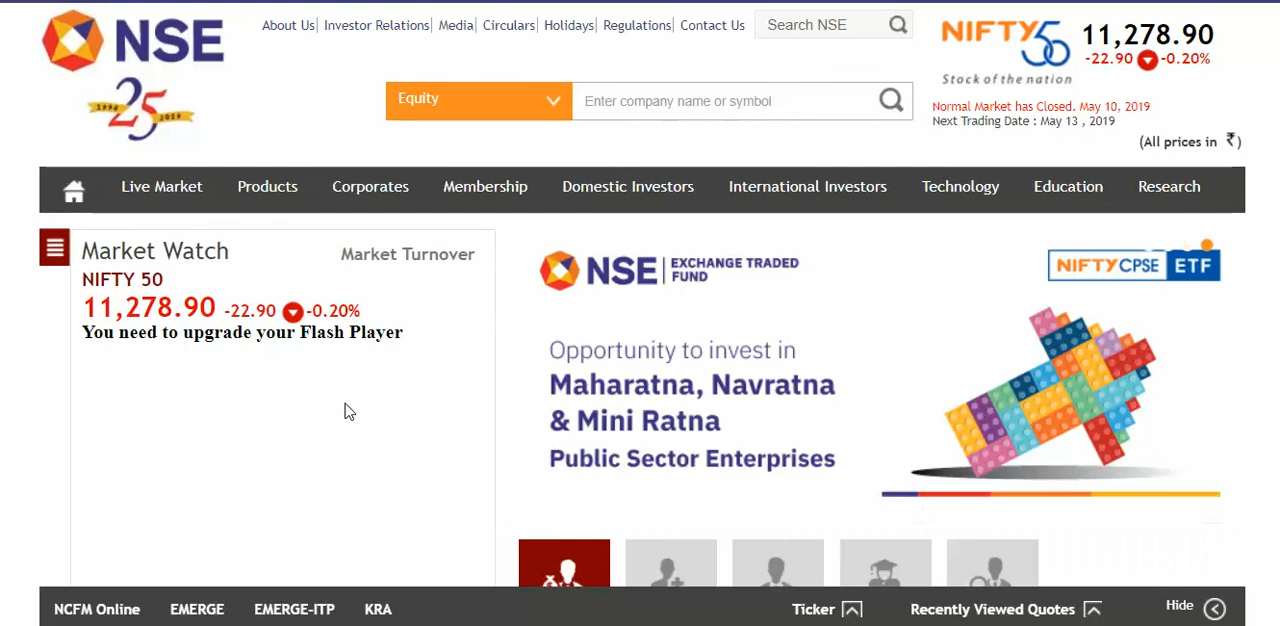 NSE
1994 25 2019
About Us| Investor Relations| Media| Circulars| Holidays| Regulations| Contact Us
Search NSE
Equity
Enter company name or symbol
NIFTY50
Stock of the nation
11,278.90
-22.90 -0.20%
Normal Market has Closed. May 10, 2019
Next Trading Date : May 13 , 2019
(All prices in ₹)
Live Market Products Corporates Membership Domestic Investors International Investors Technology Education Research
Market Watch
Market Turnover
NIFTY 50
11,278.90 -22.90 -0.20%
You need to upgrade your Flash Player
NSE | EXCHANGE TRADED
FUND
NIFTYCPSE ETF
Opportunity to invest in
Maharatna, Navratna
& Mini Ratna
Public Sector Enterprises
NCFM Online EMERGE EMERGE-ITP KRA
Ticker Recently Viewed Quotes Hide